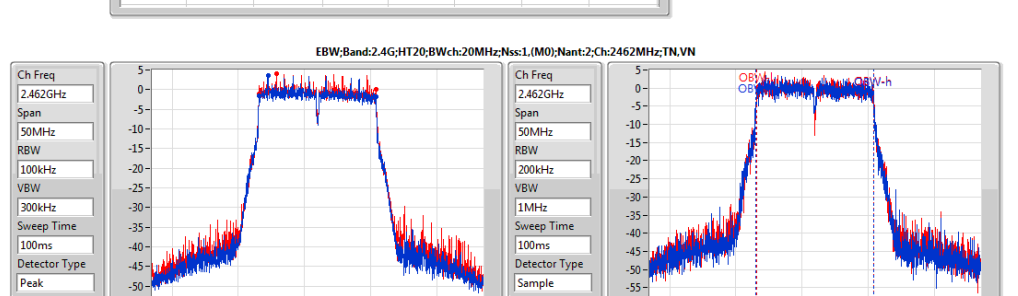 EBW;Band:2.4G;HT20;BWch:20MHz;Nss:1,(M0);Nant:2;Ch:2462MHz;TN,VN
Ch Freq
2.462GHz
Span
50MHz
RBW
100kHz
VBW
300kHz
Sweep Time
100ms
Detector Type
Peak
5
0
-5
-10
-15
-20
-25
-30
-35
-40
-45
-50
Ch Freq
2.462GHz
Span
50MHz
RBW
200kHz
VBW
1MHz
Sweep Time
100ms
Detector Type
Sample
5
0
-5
-10
-15
-20
-25
-30
-35
-40
-45
-50
-55